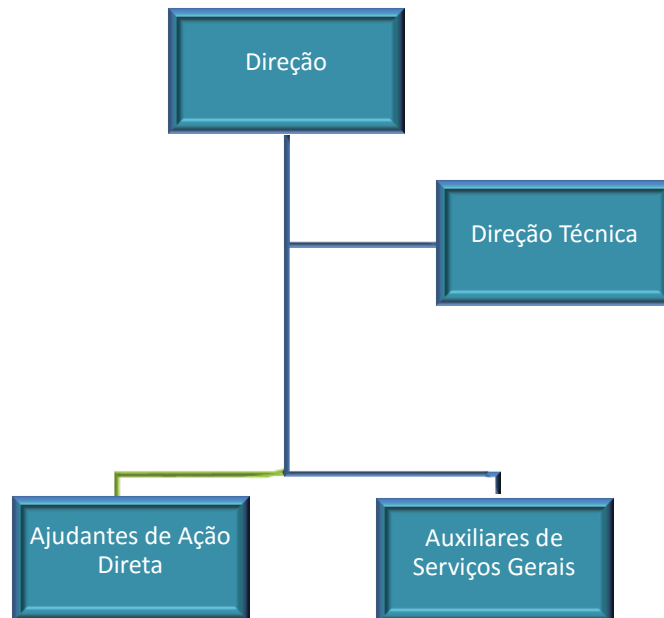 Direção
Direção Técnica
Ajudantes de Ação
Direta
Auxiliares de
Serviços Gerais